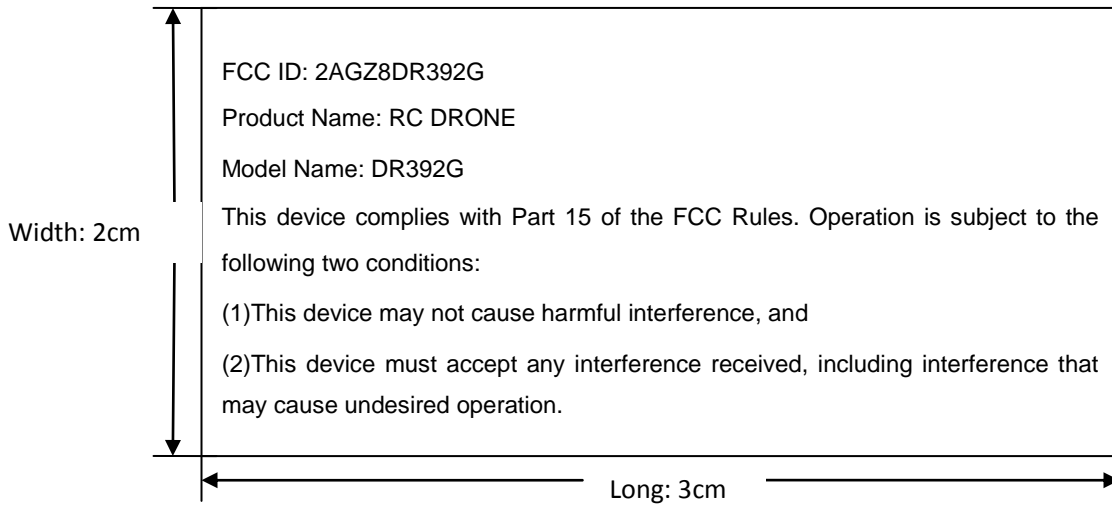 FCC ID: 2AGZ8DR392G
Product Name: RC DRONE
Model Name: DR392G
This device complies with Part 15 of the FCC Rules. Operation is subject to the
Width: 2cm
following two conditions:
(1)This device may not cause harmful interference, and
(2)This device must accept any interference received, including interference that
may cause undesired operation.
Long: 3cm